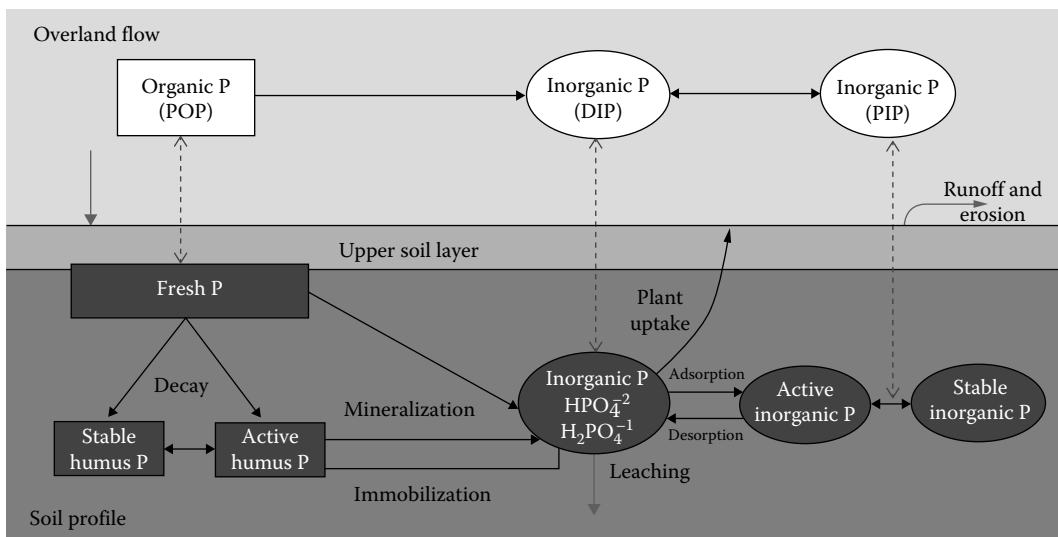 Overland flow
Organic P
(POP)
Inorganic P
(DIP)
Inorganic P
(PIP)
Runoff and
erosion
Upper soil layer
Fresh P
Plant
uptake
Decay
Mineralization
Inorganic P
HPO₄⁻²
H₂PO₄⁻¹
Adsorption
Desorption
Active
inorganic P
Stable
inorganic P
Stable
humus P
Active
humus P
Immobilization
Leaching
Soil profile